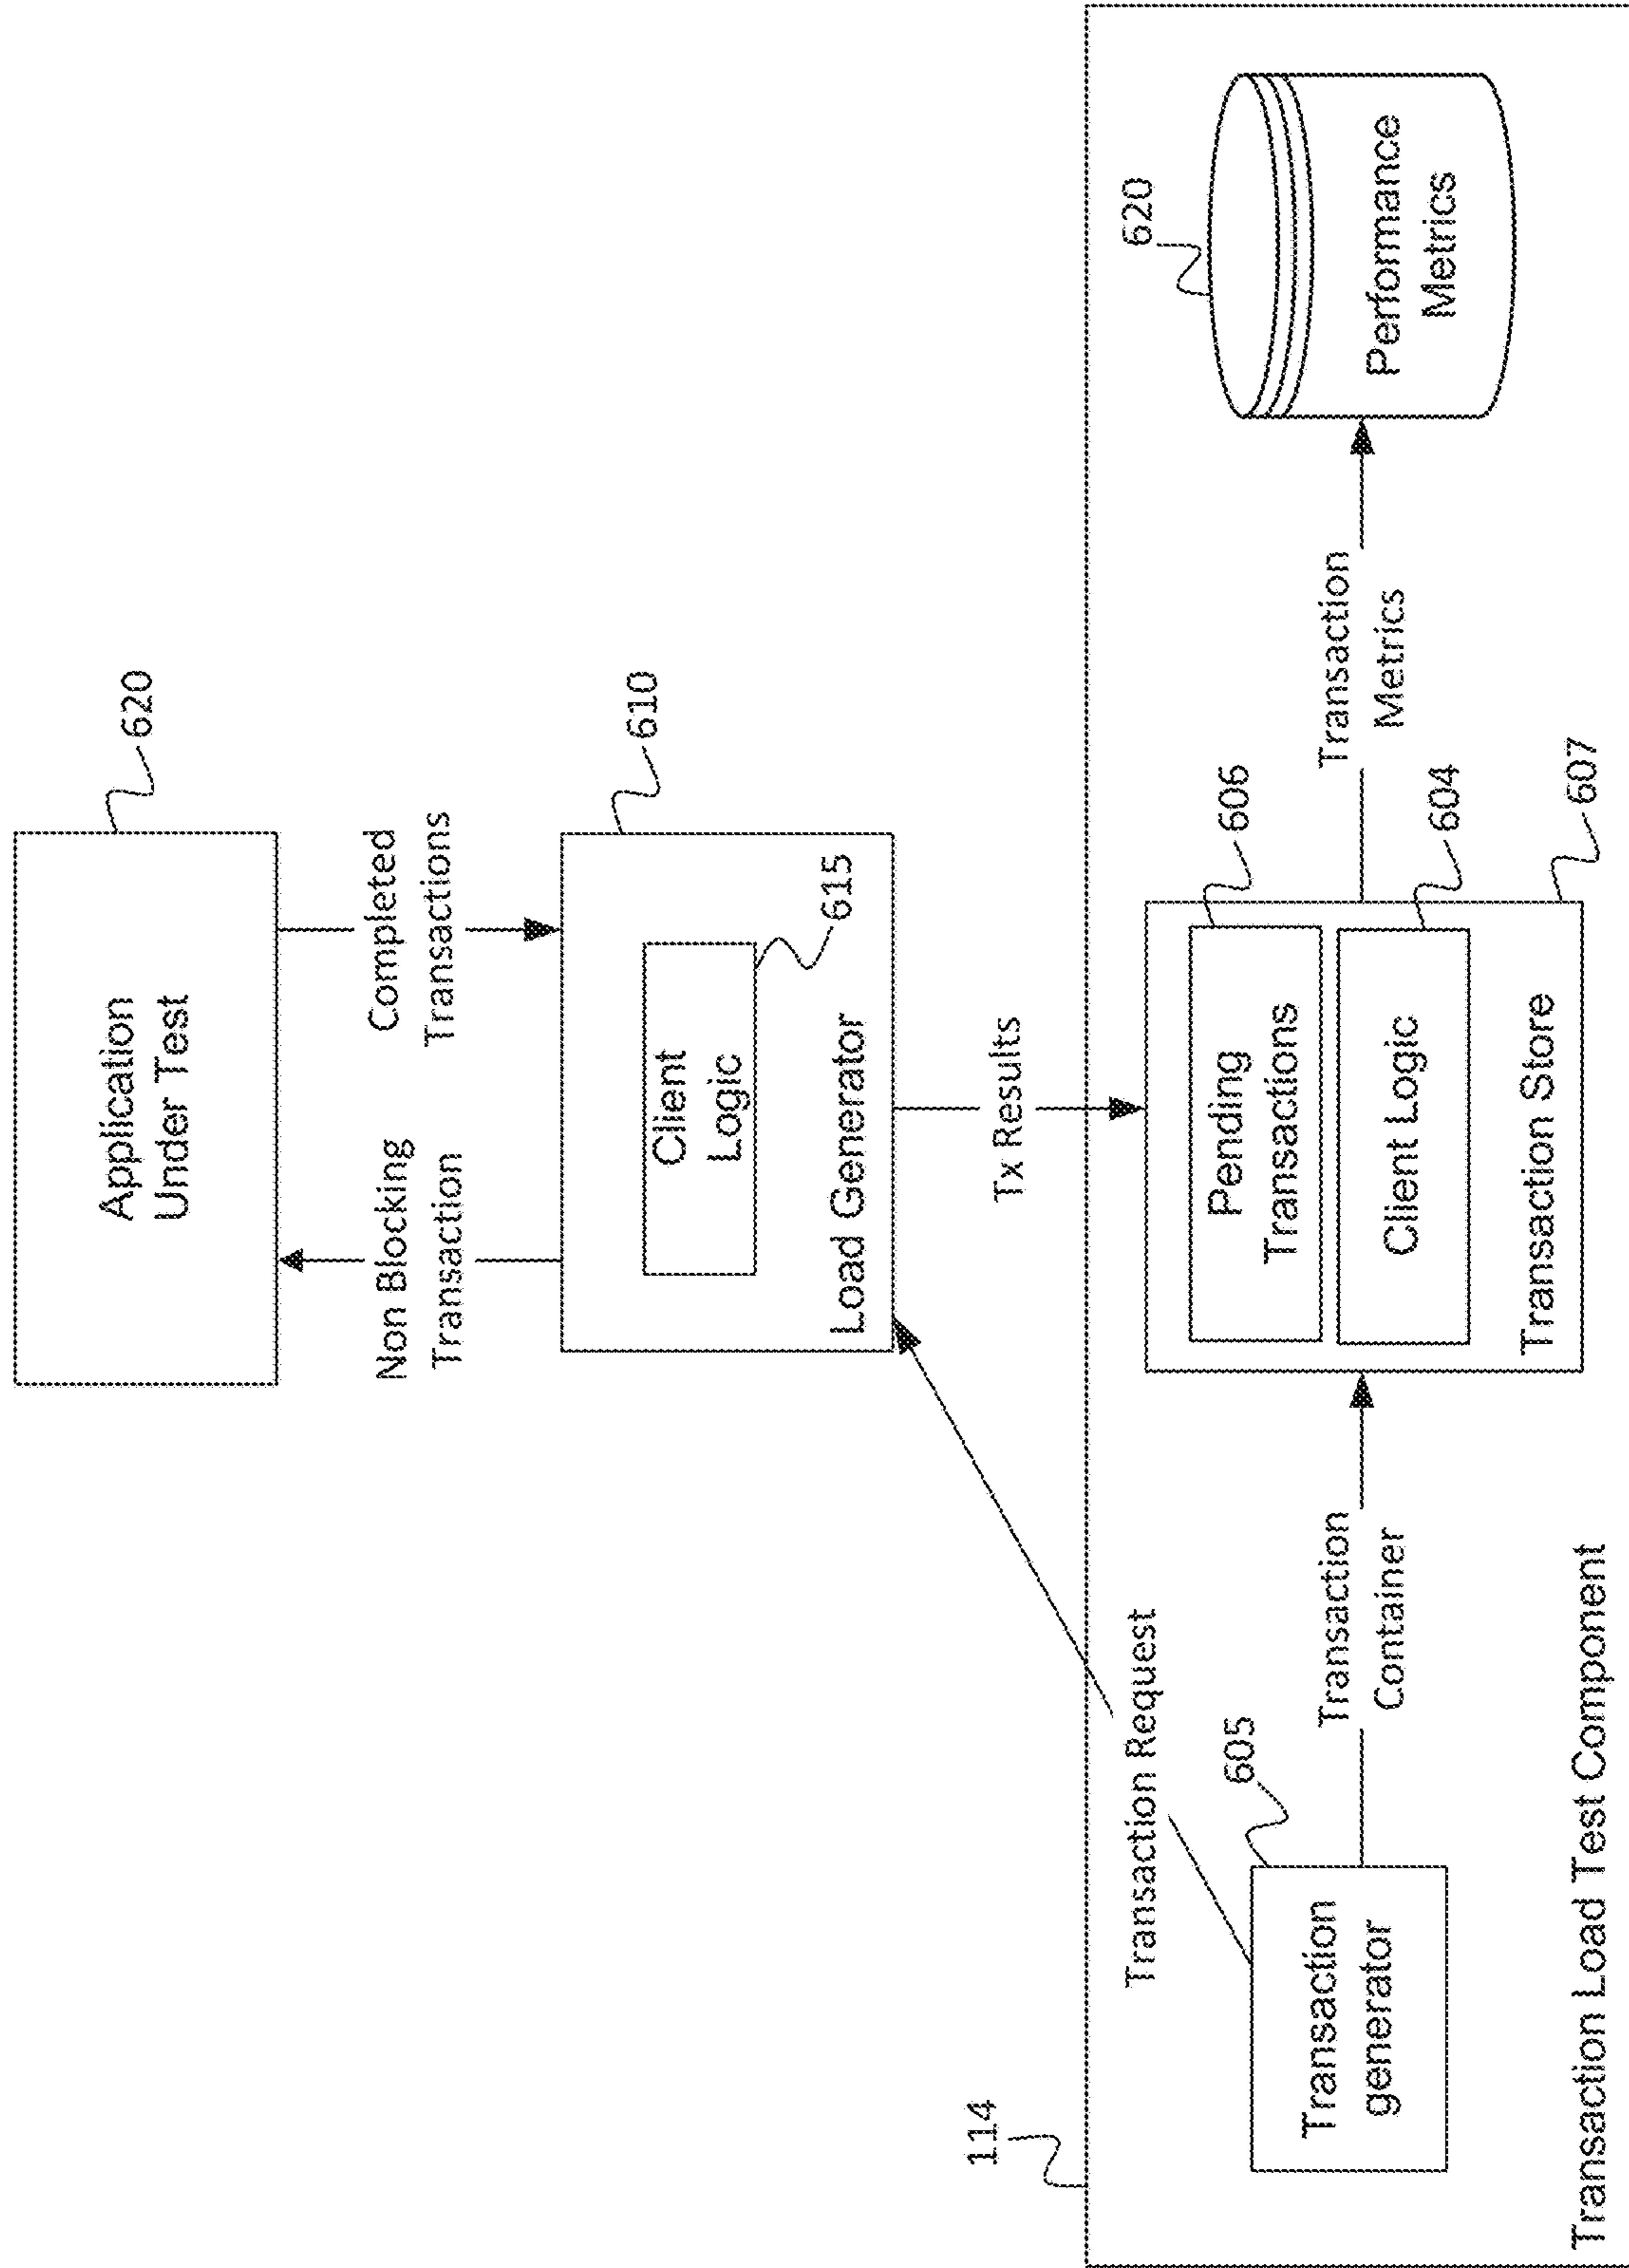 Application
Under Test
620
Non Blocking
Transaction
Completed
Transactions
610
Client
Logic
615
Load Generator
Transaction Request
Tx Results
114
605
Transaction
generator
Transaction
Container
606
Pending
Transactions
604
Client Logic
Transaction Store
607
Transaction
Metrics
620
Performance
Metrics
Transaction Load Test Component